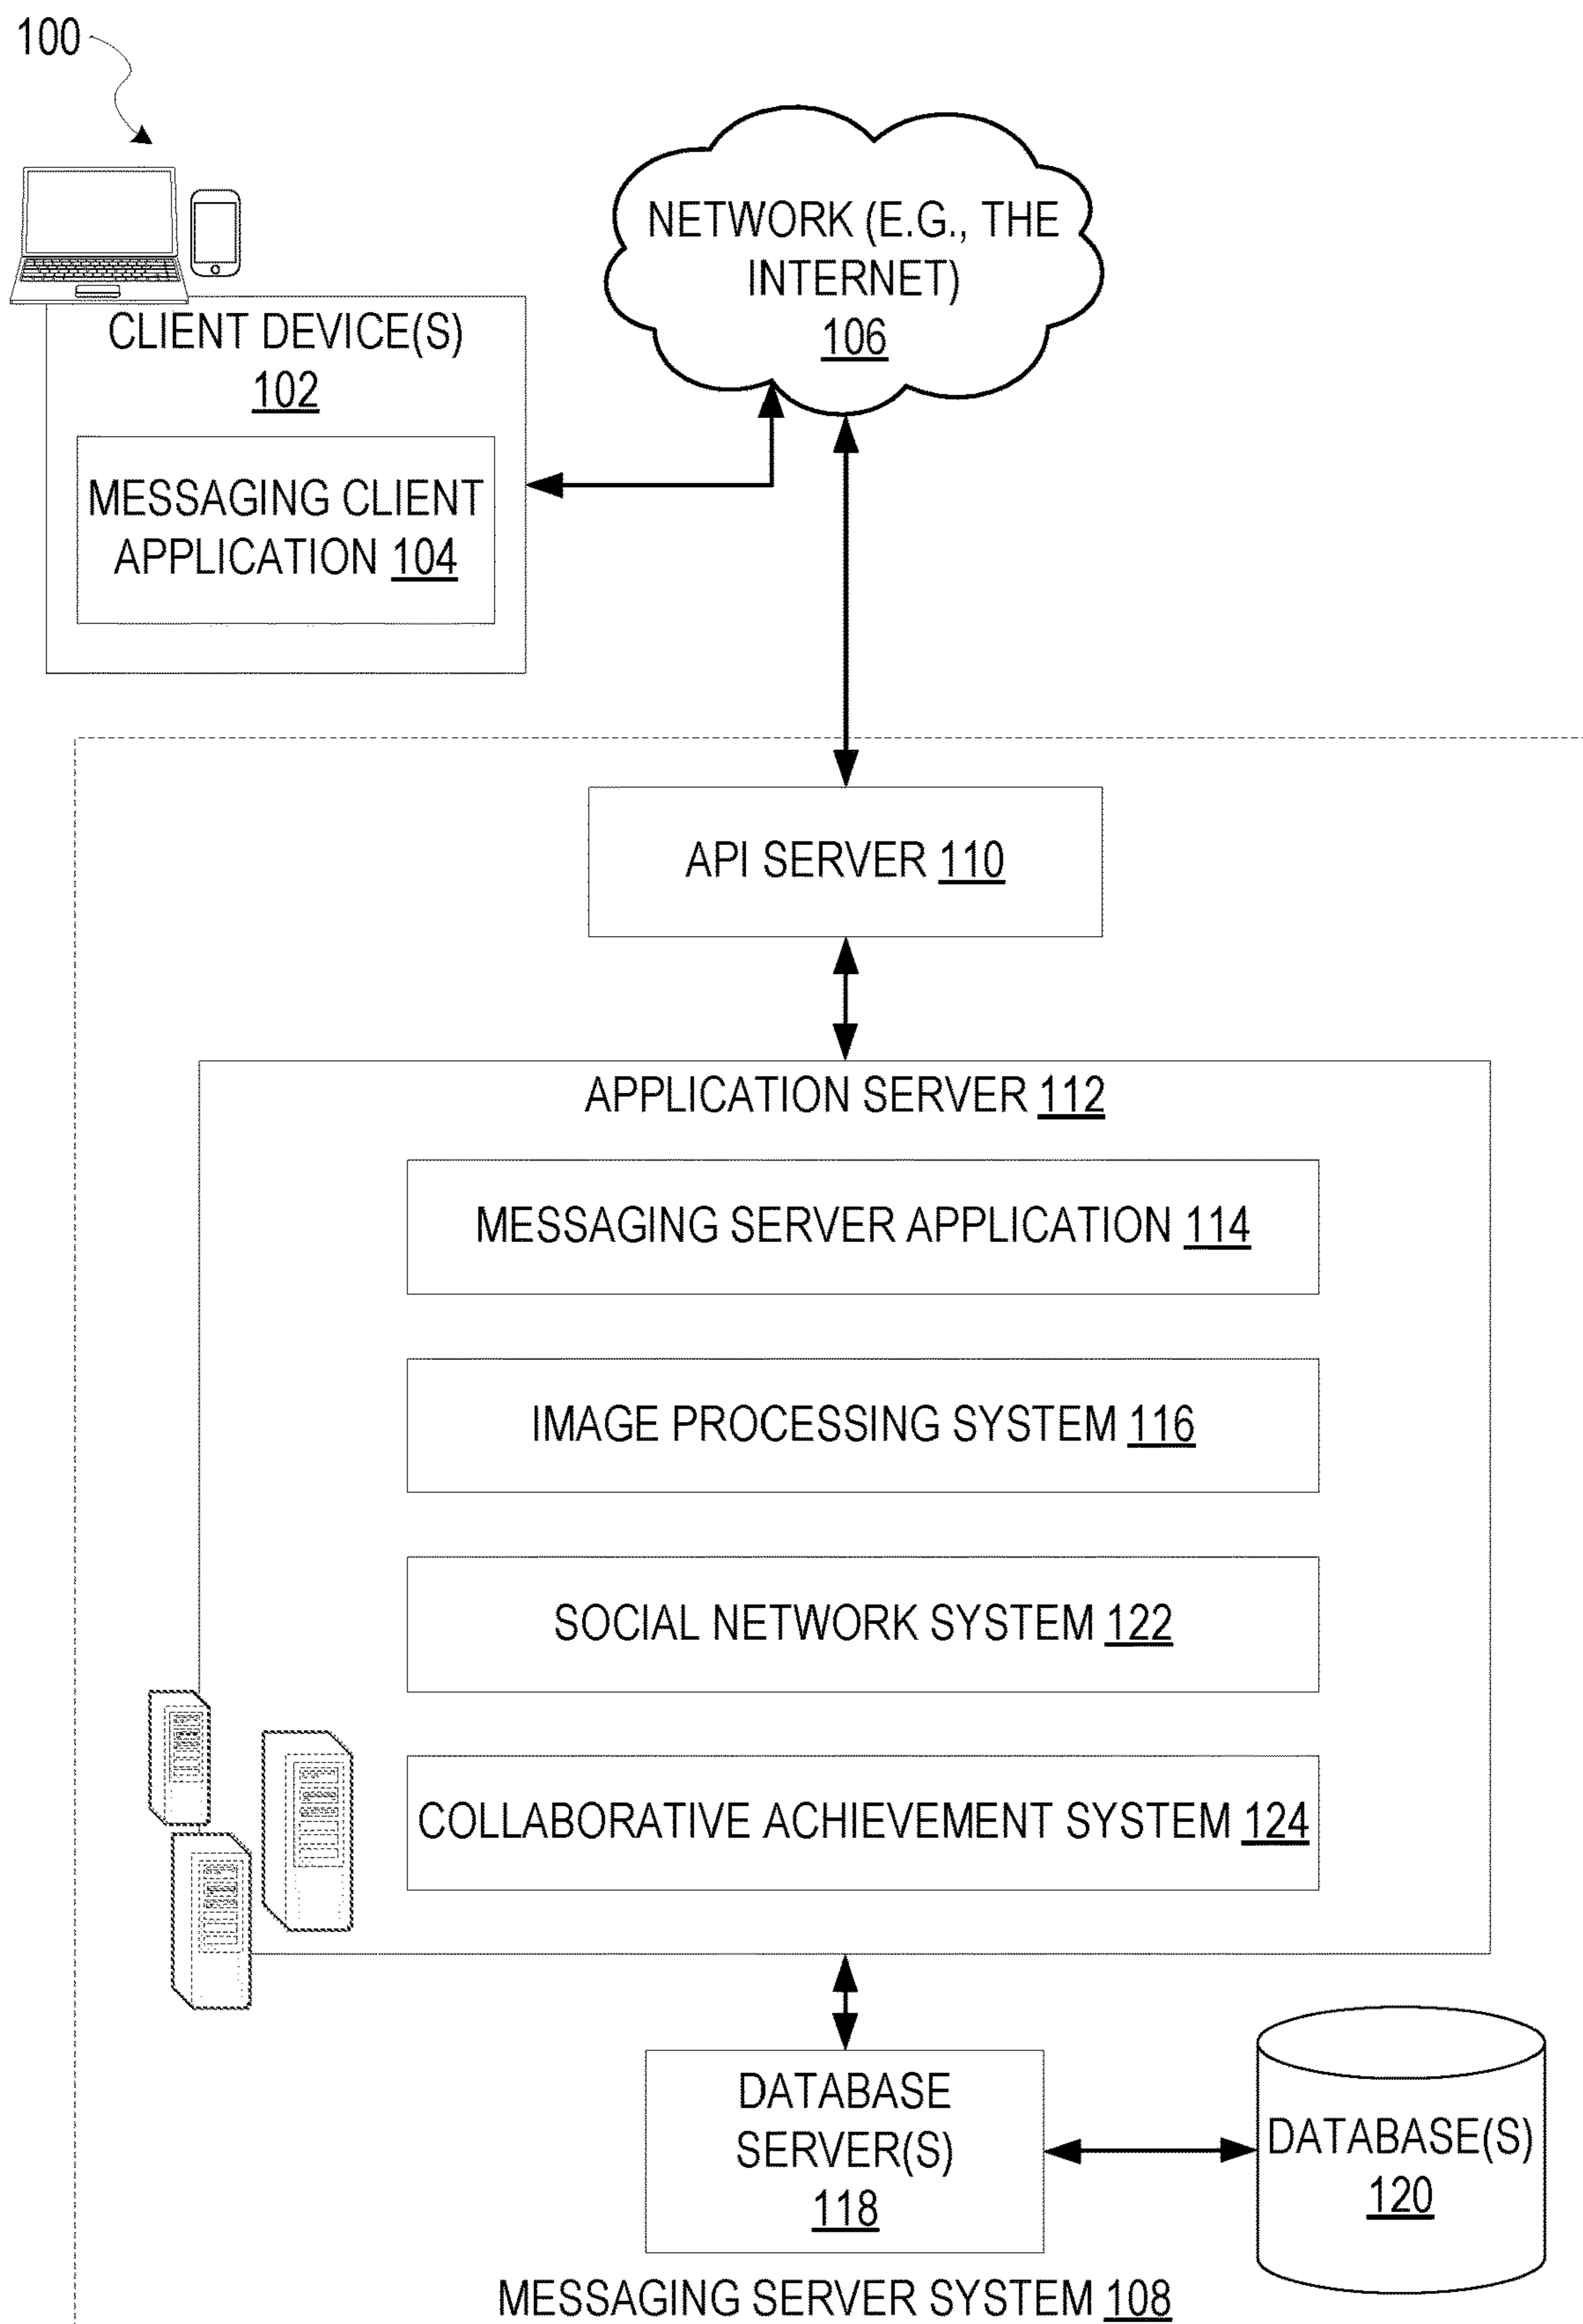 100
NETWORK (E.G., THE
INTERNET)
106
CLIENT DEVICE(S)
102
MESSAGING CLIENT
APPLICATION 104
API SERVER 110
APPLICATION SERVER 112
MESSAGING SERVER APPLICATION 114
IMAGE PROCESSING SYSTEM 116
SOCIAL NETWORK SYSTEM 122
COLLABORATIVE ACHIEVEMENT SYSTEM 124
DATABASE
SERVER(S)
118
DATABASE(S)
120
MESSAGING SERVER SYSTEM 108